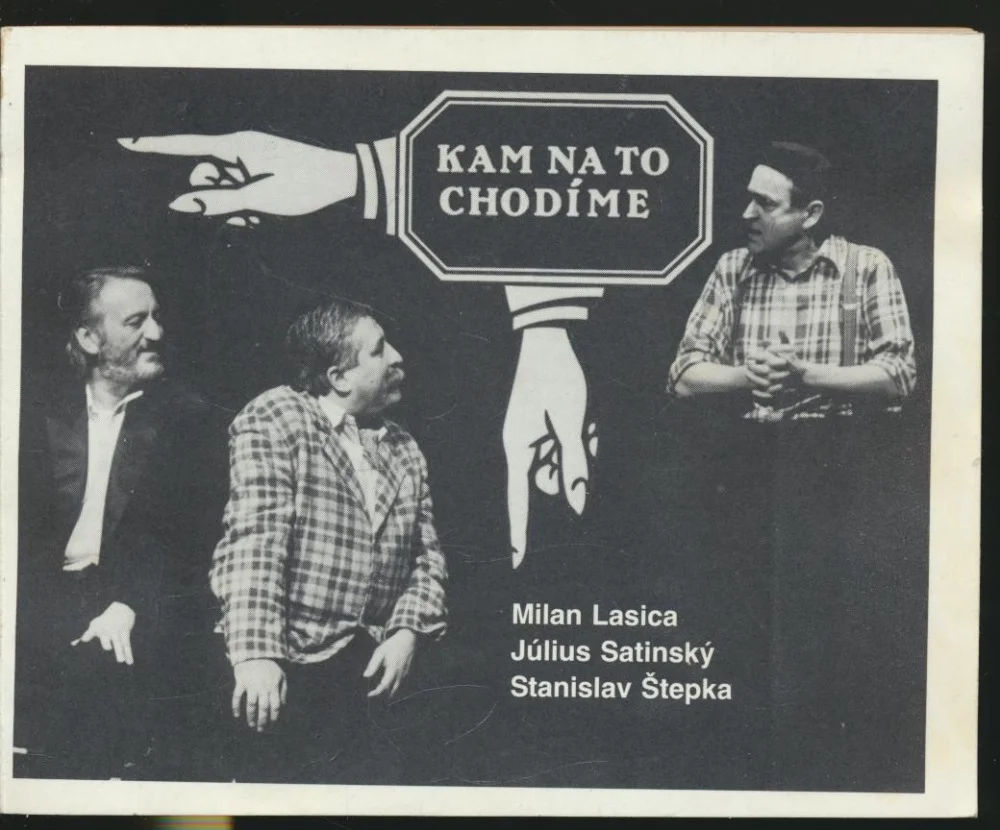 KAM NA TO
CHODÍME
Milan Lasica
Július Satinský
Stanislav Štepka